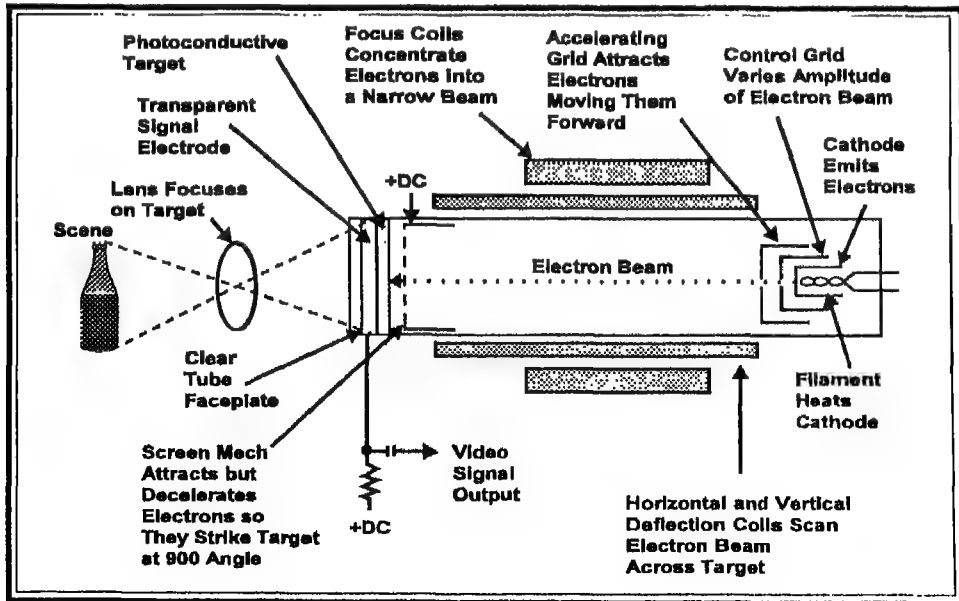 Photoconductive
Target
Focus Coils
Concentrate
Electrons Into
a Narrow Beam
Accelerating
Grid Attracts
Electrons
Moving Them
Forward
Control Grid
Varies Amplitude
of Electron Beam
Transparent
Signal
Electrode
Cathode
Emits
Electrons
Lens Focuses
on Target
+DC
Scene
Electron Beam
Clear
Tube
Faceplate
Filament
Heats
Cathode
Screen Mech
Attracts but
Decelerates
Electrons so
They Strike Target
at 900 Angle
Video
Signal
Output
+DC
Horizontal and Vertical
Deflection Coils Scan
Electron Beam
Across Target